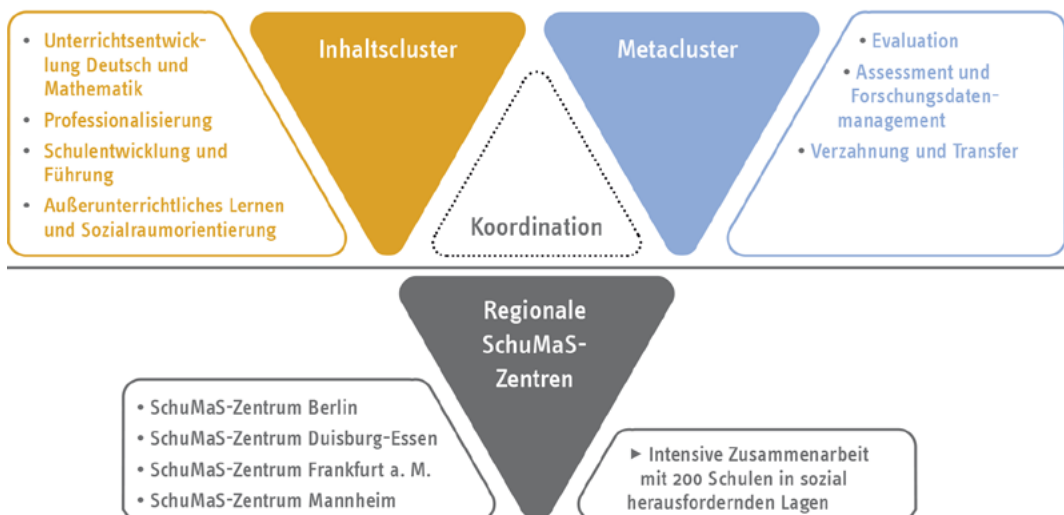 • Unterrichtsentwick-
lung Deutsch und
Mathematik
• Professionalisierung
• Schulentwicklung und
Führung
• Außerunterrichtliches Lernen
und Sozialraumorientierung
Inhaltscluster
Koordination
Metacluster
• Evaluation
• Assessment und
Forschungsdaten-
management
• Verzahnung und Transfer
Regionale
SchuMaS-
Zentren
• SchuMaS-Zentrum Berlin
• SchuMaS-Zentrum Duisburg-Essen
• SchuMaS-Zentrum Frankfurt a. M.
• SchuMaS-Zentrum Mannheim
► Intensive Zusammenarbeit
mit 200 Schulen in sozial
herausfordernden Lagen